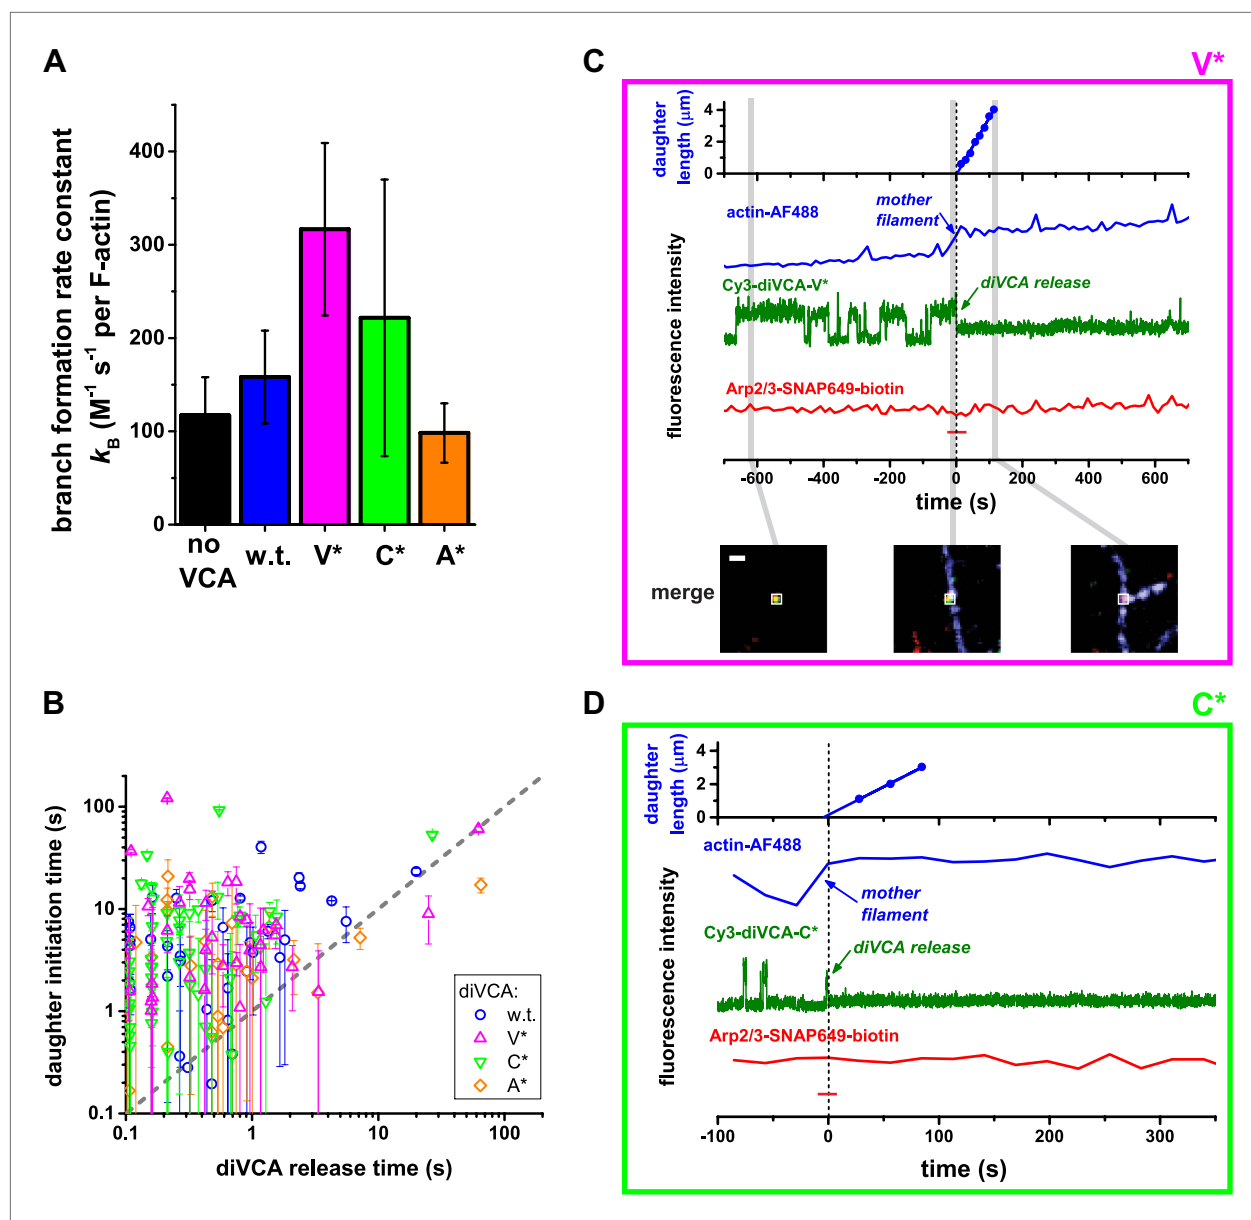 A
branch formation rate constant
k_B (M⁻¹ s⁻¹ per F-actin)
400
300
200
100
0
no VCA
w.t.
V*
C*
A*
C
V*
daughter
length (μm)
4
2
0
actin-AF488
mother
filament
Cy3-diVCA-V*
diVCA release
Arp2/3-SNAP649-biotin
fluorescence intensity
-600
-400
-200
0
200
400
600
time (s)
merge
B
daughter initiation time (s)
100
10
1
0.1
0.1
1
10
100
diVCA release time (s)
diVCA:
w.t.
V*
C*
A*
D
C*
daughter
length (μm)
4
2
0
actin-AF488
mother
filament
Cy3-diVCA-C*
diVCA release
Arp2/3-SNAP649-biotin
fluorescence intensity
-100
0
100
200
300
time (s)